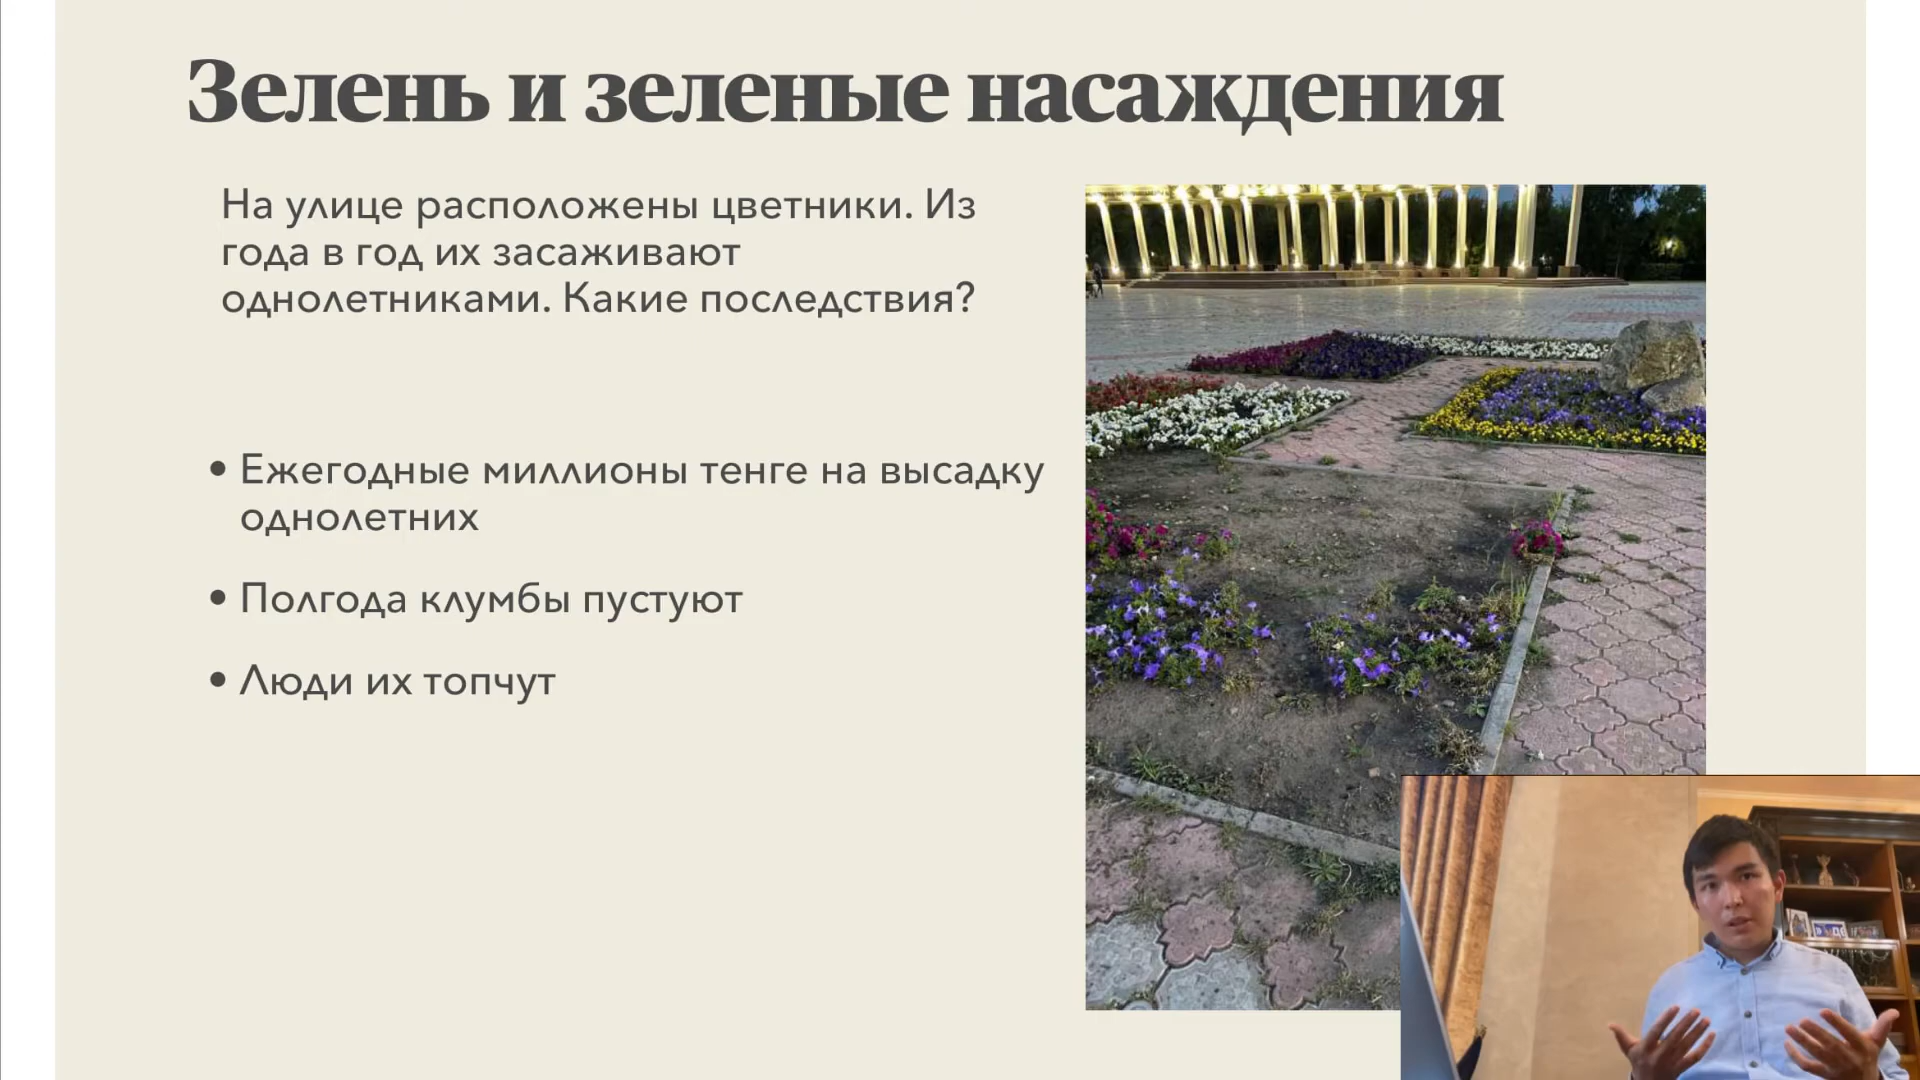 Зелень и зеленые насаждения
На улице расположены цветники. Из
года в год их засаживают
однолетниками. Какие последствия?
• Ежегодные миллионы тенге на высадку
однолетних
• Полгода клумбы пустуют
• Люди их топчут